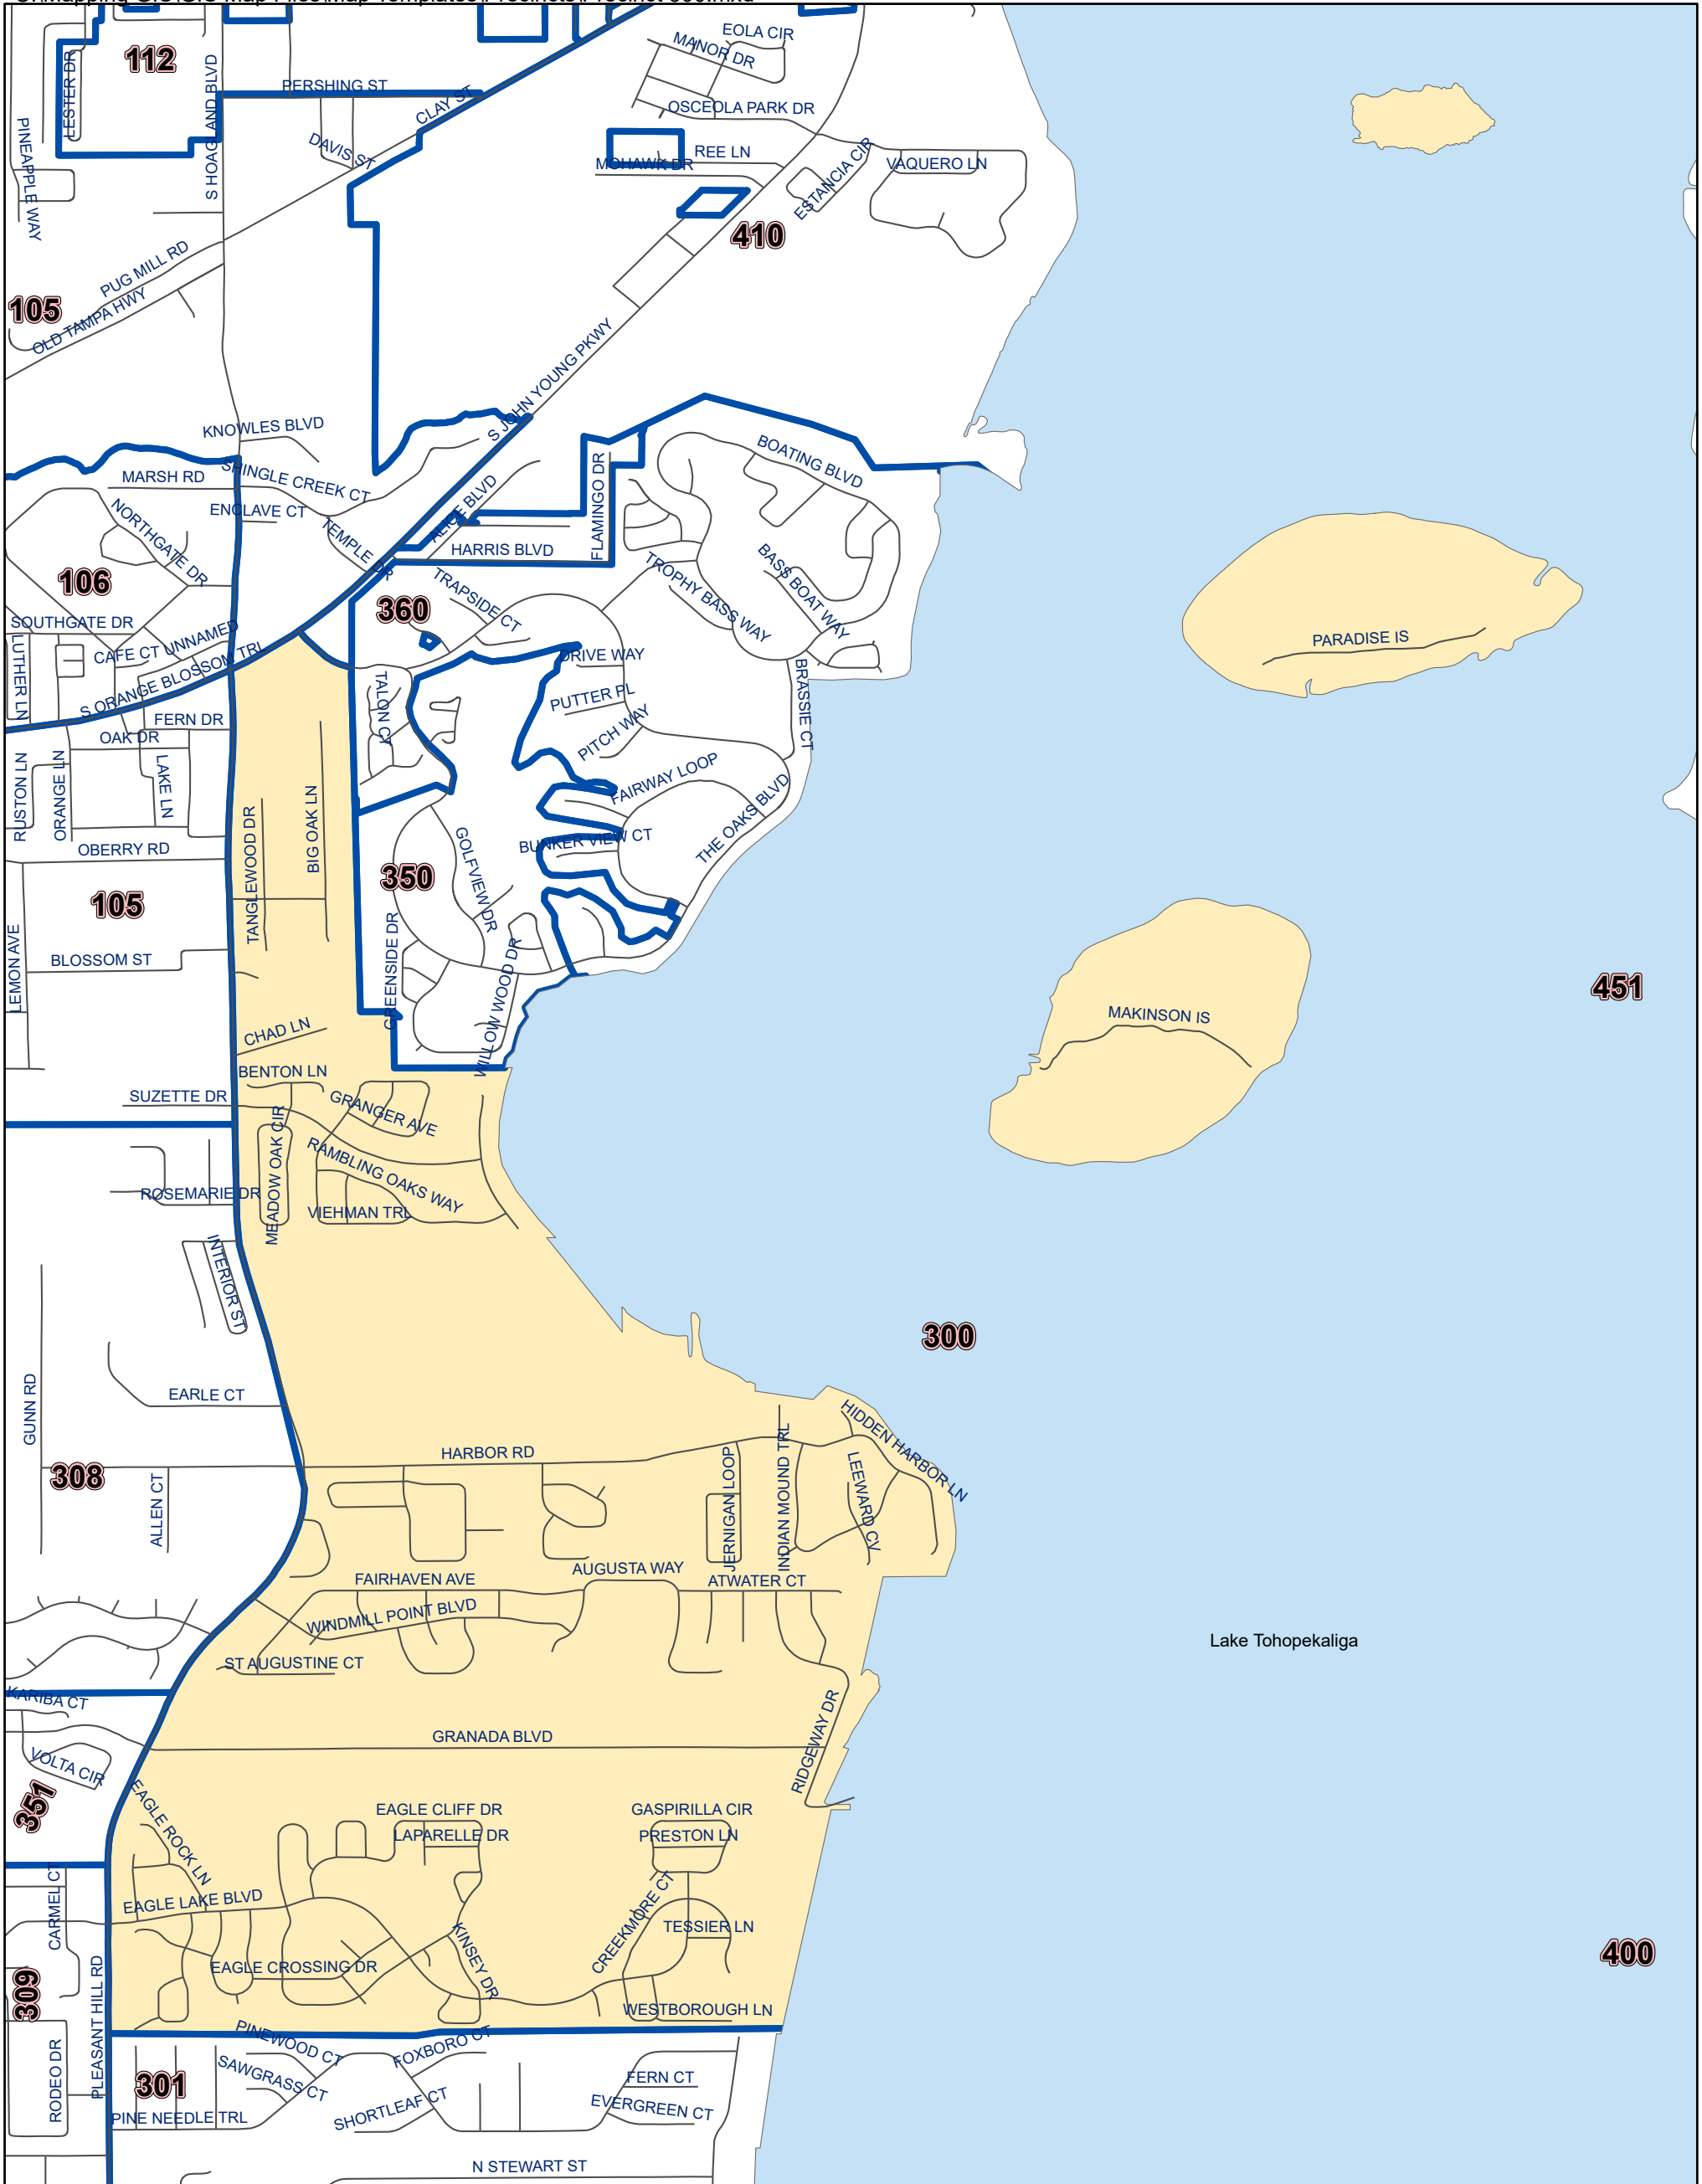 112
LESTER DR
S HOAGLAND BLVD
PERSHING ST
CLAY ST
DAVIS ST
PINEAPPLE WAY
EOLA CIR
MANOR DR
OSCEOLA PARK DR
REE LN
MOHAWK DR
ESTANCIA CIR
VAQUERO LN
410
PUG MILL RD
OLD TAMPA HWY
105
S JOHN YOUNG PKWY
KNOWLES BLVD
MARSH RD
SHINGLE CREEK CT
ENCLAVE CT
NORTHGATE DR
TEMPLE DR
ALICE BLVD
HARRIS BLVD
FLAMINGO DR
BOATING BLVD
BASS BOAT WAY
TROPHY BASS WAY
106
360
TRAPSIDE CT
SOUTHGATE DR
CAFE CT UNNAMED
LUTHER LN
S ORANGE BLOSSOM TRL
PARADISE IS
DRIVE WAY
PUTTER PL
PITCH WAY
BRASSIE CT
TALON CT
FERN DR
OAK DR
LAKE LN
RUSTON LN
ORANGE LN
FAIRWAY LOOP
THE OAKS BLVD
BUNKER VIEW CT
BIG OAK LN
TANGLEWOOD DR
OBERRY RD
GOLFVIEW DR
350
105
GREENSIDE DR
WILLOW WOOD DR
LEMON AVE
BLOSSOM ST
451
MAKINSON IS
CHAD LN
BENTON LN
SUZETTE DR
GRANGER AVE
MEADOW OAK CIR
RAMBLING OAKS WAY
ROSEMARIE DR
VIEHMAN TRL
INTERIOR ST
300
GUNN RD
EARLE CT
HARBOR RD
308
ALLEN CT
JERNIGAN LOOP
INDIAN MOUND TRL
LEEWARD CV
HIDDEN HARBOR LN
AUGUSTA WAY
FAIRHAVEN AVE
ATWATER CT
WINDMILL POINT BLVD
ST AUGUSTINE CT
Lake Tohopekaliga
KARIBA CT
VOLTA CIR
GRANADA BLVD
RIDGEWAY DR
351
EAGLE ROCK LN
EAGLE CLIFF DR
LAPARELLE DR
GASPIRILLA CIR
PRESTON LN
CARMEL CT
EAGLE LAKE BLVD
CREEKMORE CT
TESSIER LN
KINSEY DR
EAGLE CROSSING DR
400
309
PLEASANT HILL RD
WESTBOROUGH LN
PINEWOOD CT
FOXBORO CT
SAWGRASS CT
301
RODEO DR
FERN CT
EVERGREEN CT
SHORTLEAF CT
PINE NEEDLE TRL
N STEWART ST